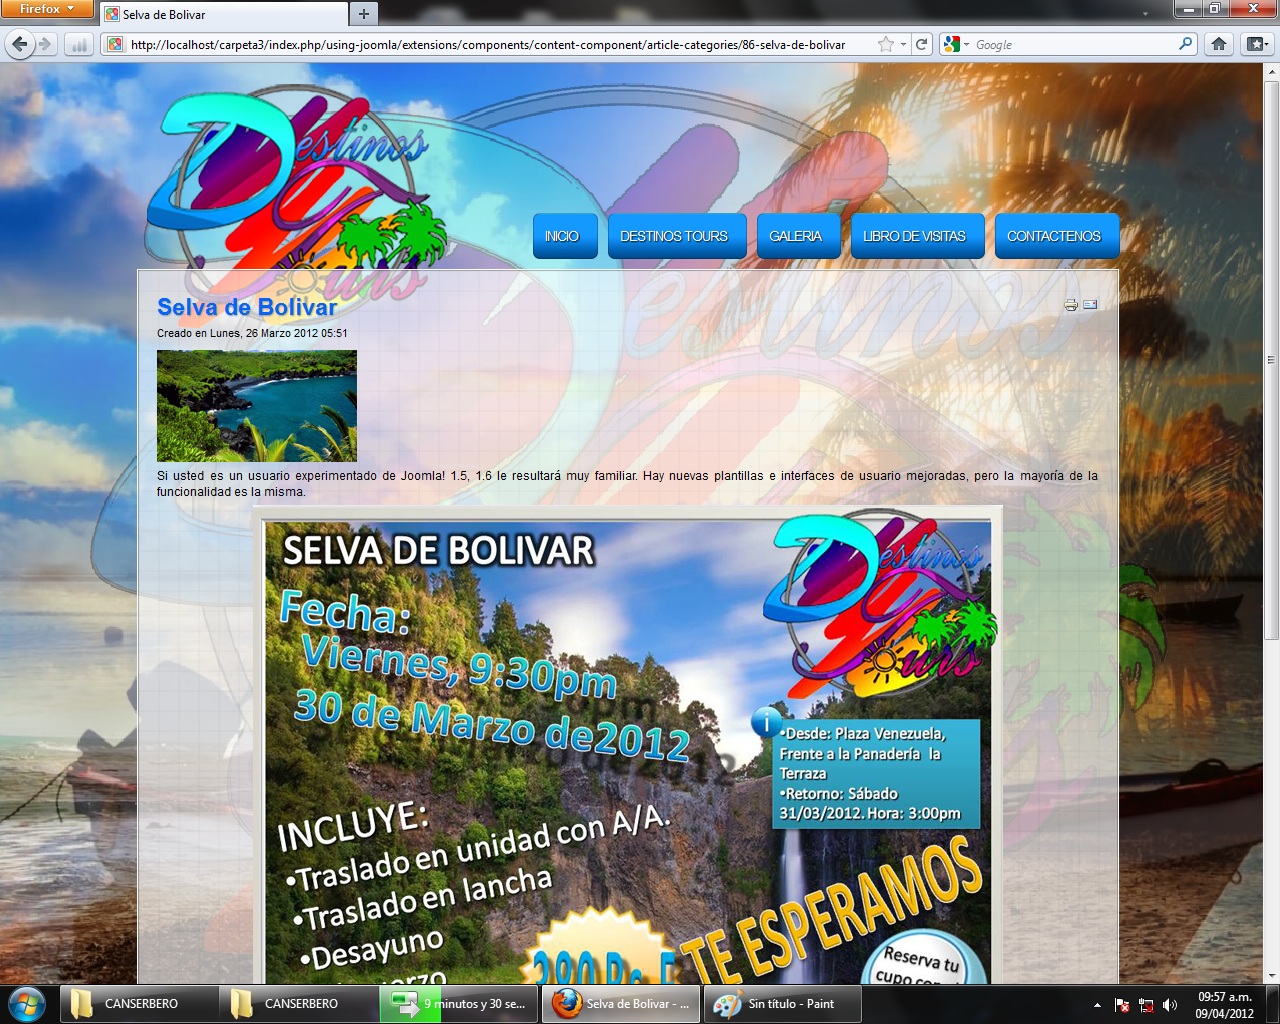 Firefox
Selva de Bolivar
http://localhost/carpeta3/index.php/using-joomla/extensions/components/content-component/article-categories/86-selva-de-bolivar
Google
Destinos
Tours
INICIO
DESTINOS TOURS
GALERIA
LIBRO DE VISITAS
CONTACTENOS
Selva de Bolivar
Creado en Lunes, 26 Marzo 2012 05:51
Si usted es un usuario experimentado de Joomla! 1.5, 1.6 le resultará muy familiar. Hay nuevas plantillas e interfaces de usuario mejoradas, pero la mayoría de la
funcionalidad es la misma.
SELVA DE BOLIVAR
Destinos
Tours
Fecha:
Viernes, 9:30pm
30 de Marzo de2012
•Desde: Plaza Venezuela,
Frente a la Panadería la
Terraza
•Retorno: Sábado
31/03/2012. Hora: 3:00pm
INCLUYE:
•Traslado en unidad con A/A.
•Traslado en lancha
•Desayuno
TE ESPERAMOS
Reserva tu
CANSERBERO
CANSERBERO
9 minutos y 30 se...
Selva de Bolivar - ...
Sin título - Paint
09:57 a.m.
09/04/2012